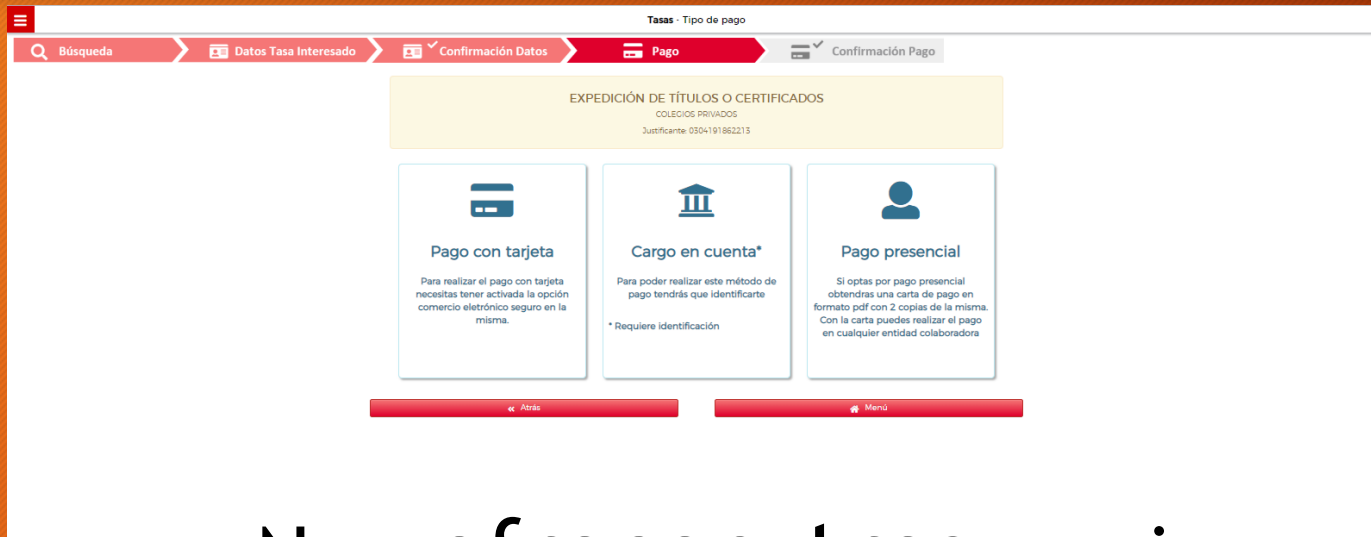 Tasas - Tipo de pago
Búsqueda
Datos Tasa Interesado
Confirmación Datos
Pago
Confirmación Pago
EXPEDICIÓN DE TÍTULOS O CERTIFICADOS
COLEGIOS PRIVADOS
Justificante: 0304191862213
Pago con tarjeta
Para realizar el pago con tarjeta
necesitas tener activada la opción
comercio eletrónico seguro en la
misma.
Cargo en cuenta*
Para poder realizar este método de
pago tendrás que identificarte
* Requiere identificación
Pago presencial
Si optas por pago presencial
obtendras una carta de pago en
formato pdf con 2 copias de la misma.
Con la carta puedes realizar el pago
en cualquier entidad colaboradora
Atrás
Menú